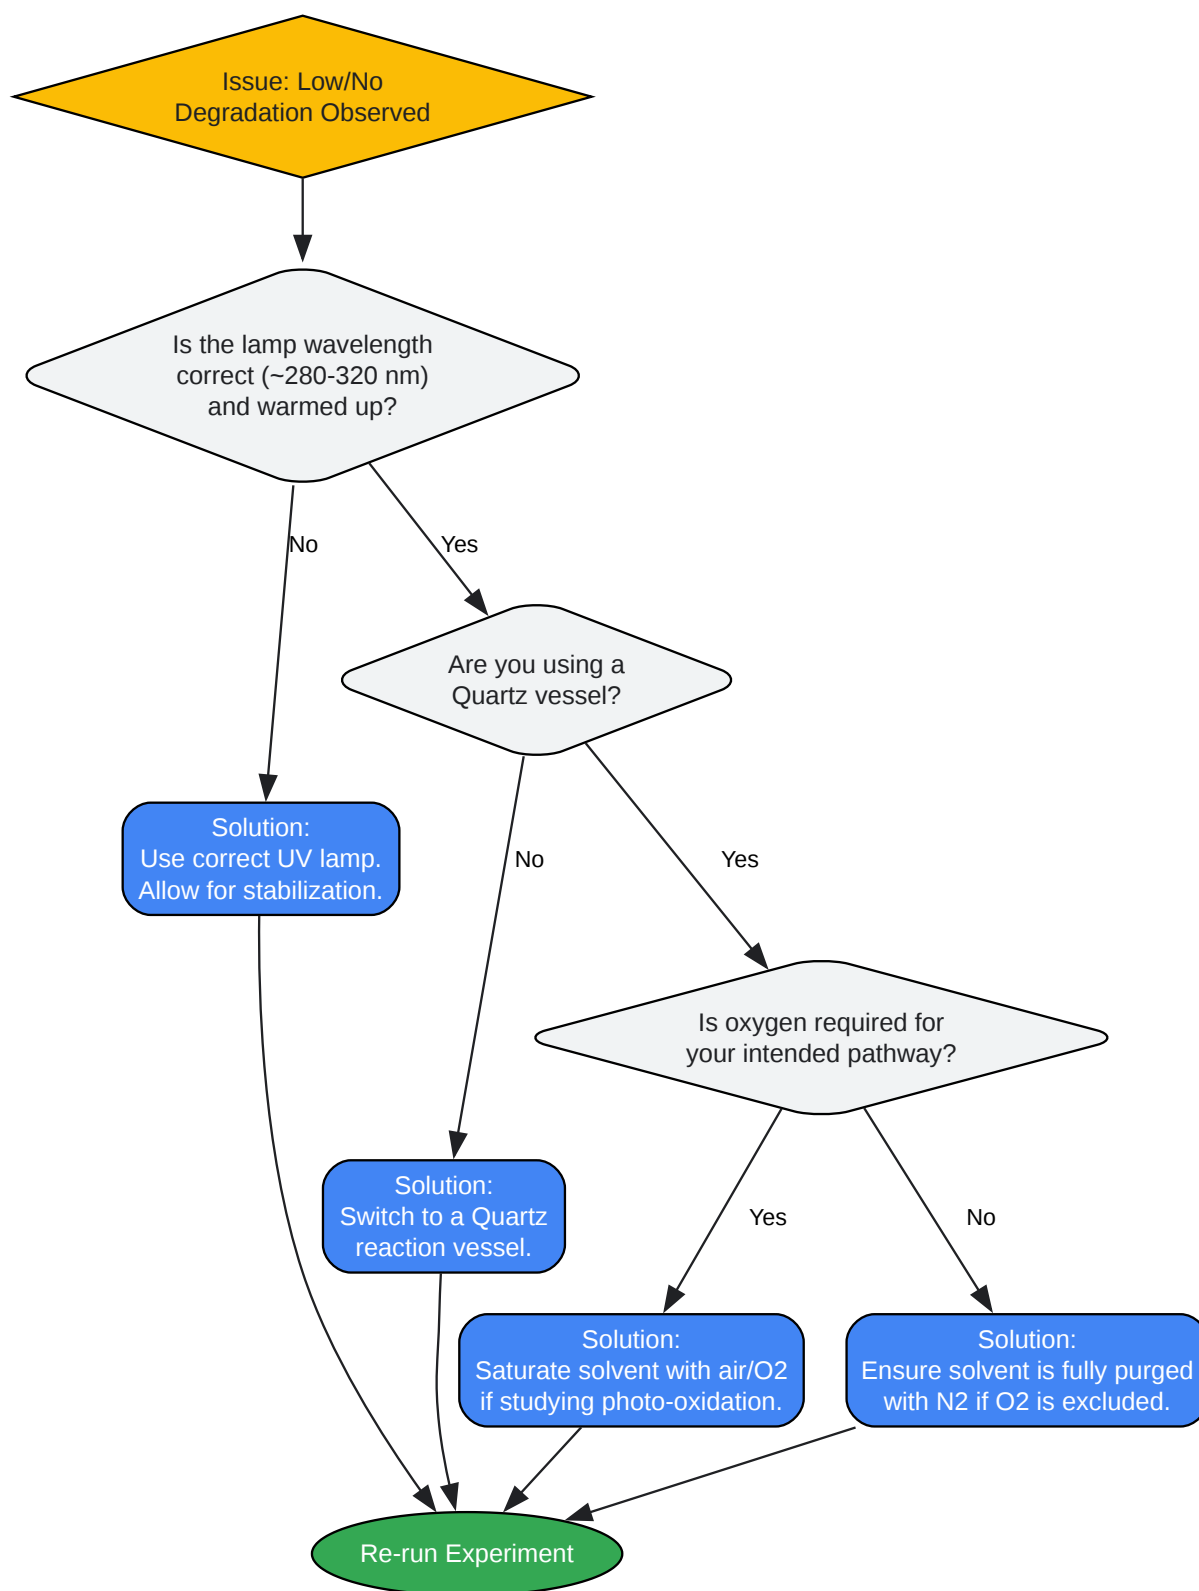 Issue: Low/No
Degradation Observed
Is the lamp wavelength
correct (~280-320 nm)
and warmed up?
No
Yes
Are you using a
Quartz vessel?
Solution:
Use correct UV lamp.
Allow for stabilization.
No
Yes
Is oxygen required for
your intended pathway?
Solution:
Switch to a Quartz
reaction vessel.
Yes
No
Solution:
Saturate solvent with air/O2
if studying photo-oxidation.
Solution:
Ensure solvent is fully purged
with N2 if O2 is excluded.
Re-run Experiment